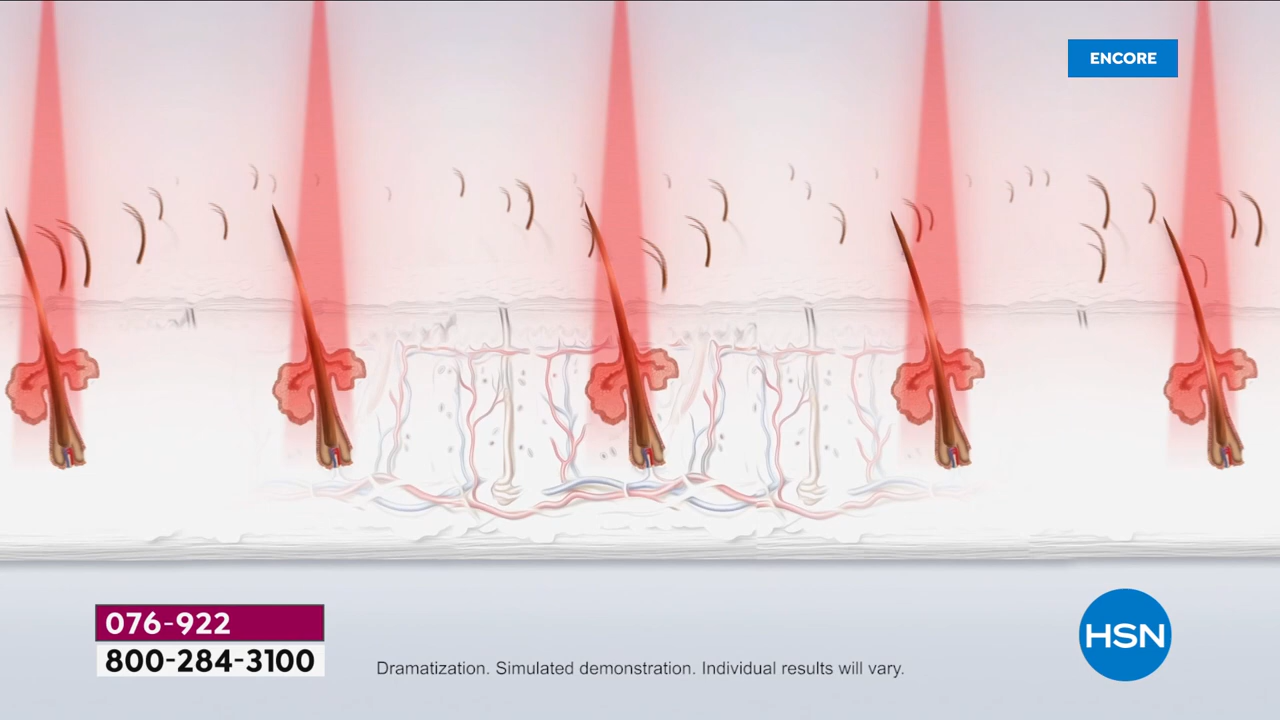 ENCORE
076-922
800-284-3100
Dramatization. Simulated demonstration. Individual results will vary.
HSN